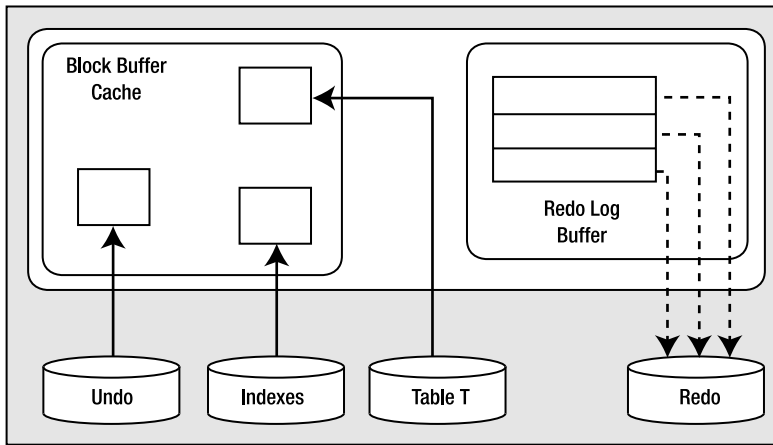 Block Buffer
Cache
Redo Log
Buffer
Undo
Indexes
Table T
Redo